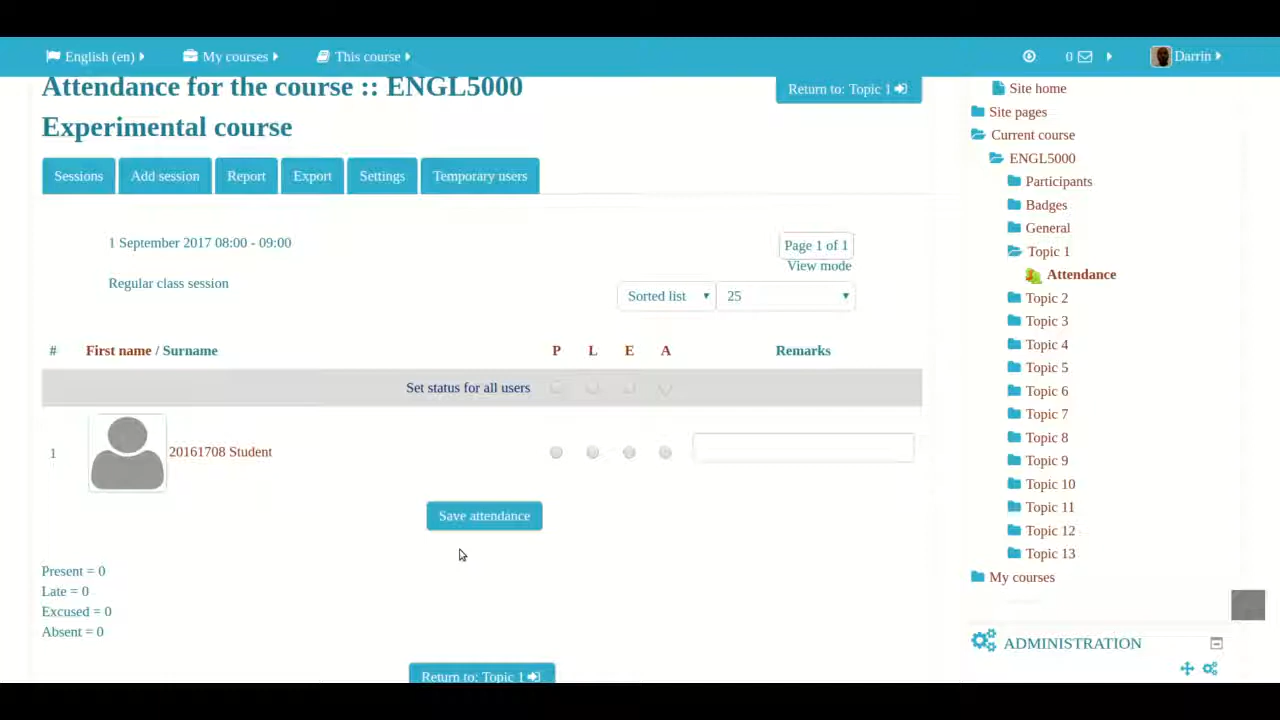 English (en) My courses This course 0 Darrin
Attendance for the course :: ENGL5000
Experimental course
Return to: Topic 1
Sessions Add session Report Export Settings Temporary users
1 September 2017 08:00 - 09:00
Page 1 of 1
View mode
Regular class session
Sorted list 25
# First name / Surname P L E A Remarks
Set status for all users
1 20161708 Student
Save attendance
Present = 0
Late = 0
Excused = 0
Absent = 0
Return to: Topic 1
Site home
Site pages
Current course
ENGL5000
Participants
Badges
General
Topic 1
Attendance
Topic 2
Topic 3
Topic 4
Topic 5
Topic 6
Topic 7
Topic 8
Topic 9
Topic 10
Topic 11
Topic 12
Topic 13
My courses
ADMINISTRATION